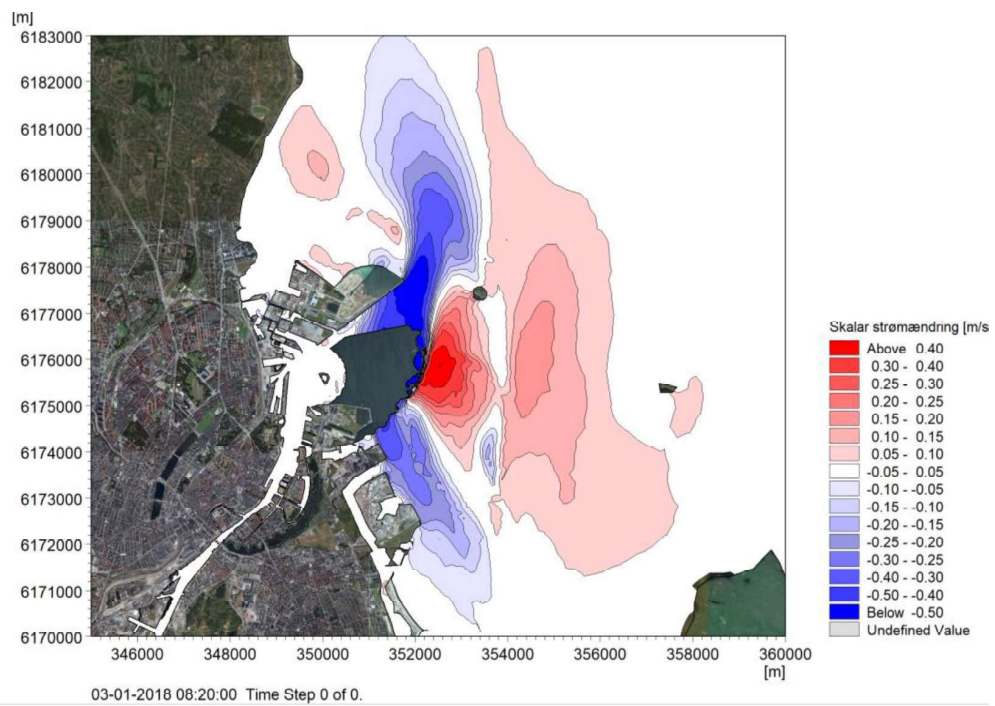 [m]
6183000
6182000
6181000
6180000
6179000
6178000
6177000
6176000
6175000
6174000
6173000
6172000
6171000
6170000
346000 348000 350000 352000 354000 356000 358000 360000
[m]
Skalar strømændring [m/s
Above 0.40
0.30 - 0.40
0.25 - 0.30
0.20 - 0.25
0.15 - 0.20
0.10 - 0.15
0.05 - 0.10
-0.05 - 0.05
-0.10 - -0.05
-0.15 - -0.10
-0.20 - -0.15
-0.25 - -0.20
-0.30 - -0.25
-0.40 - -0.30
-0.50 - -0.40
Below -0.50
Undefined Value
03-01-2018 08:20:00 Time Step 0 of 0.